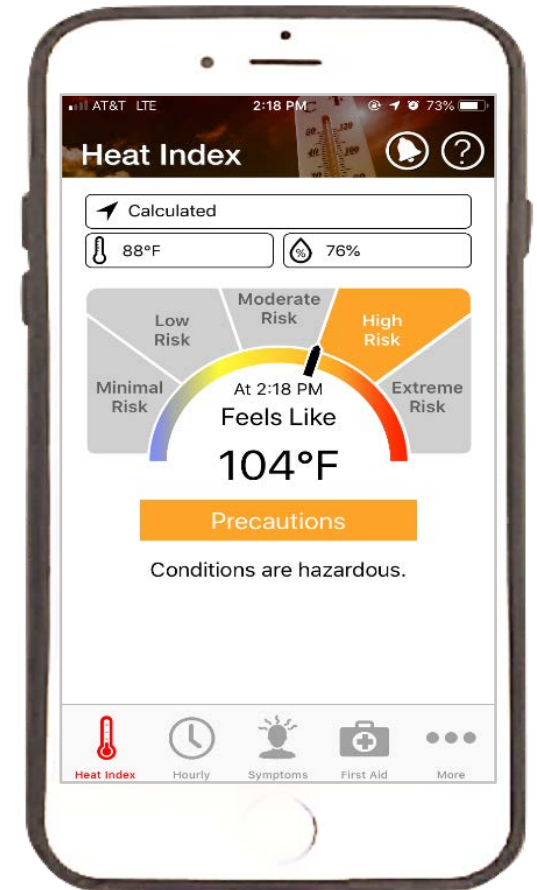 AT&T LTE 2:18 PM 73%
Heat Index ?
Calculated
88°F % 76%
Minimal
Risk
Low
Risk
Moderate
Risk
High
Risk
Extreme
Risk
At 2:18 PM
Feels Like
104°F
Precautions
Conditions are hazardous.
Heat Index Hourly Symptoms First Aid More